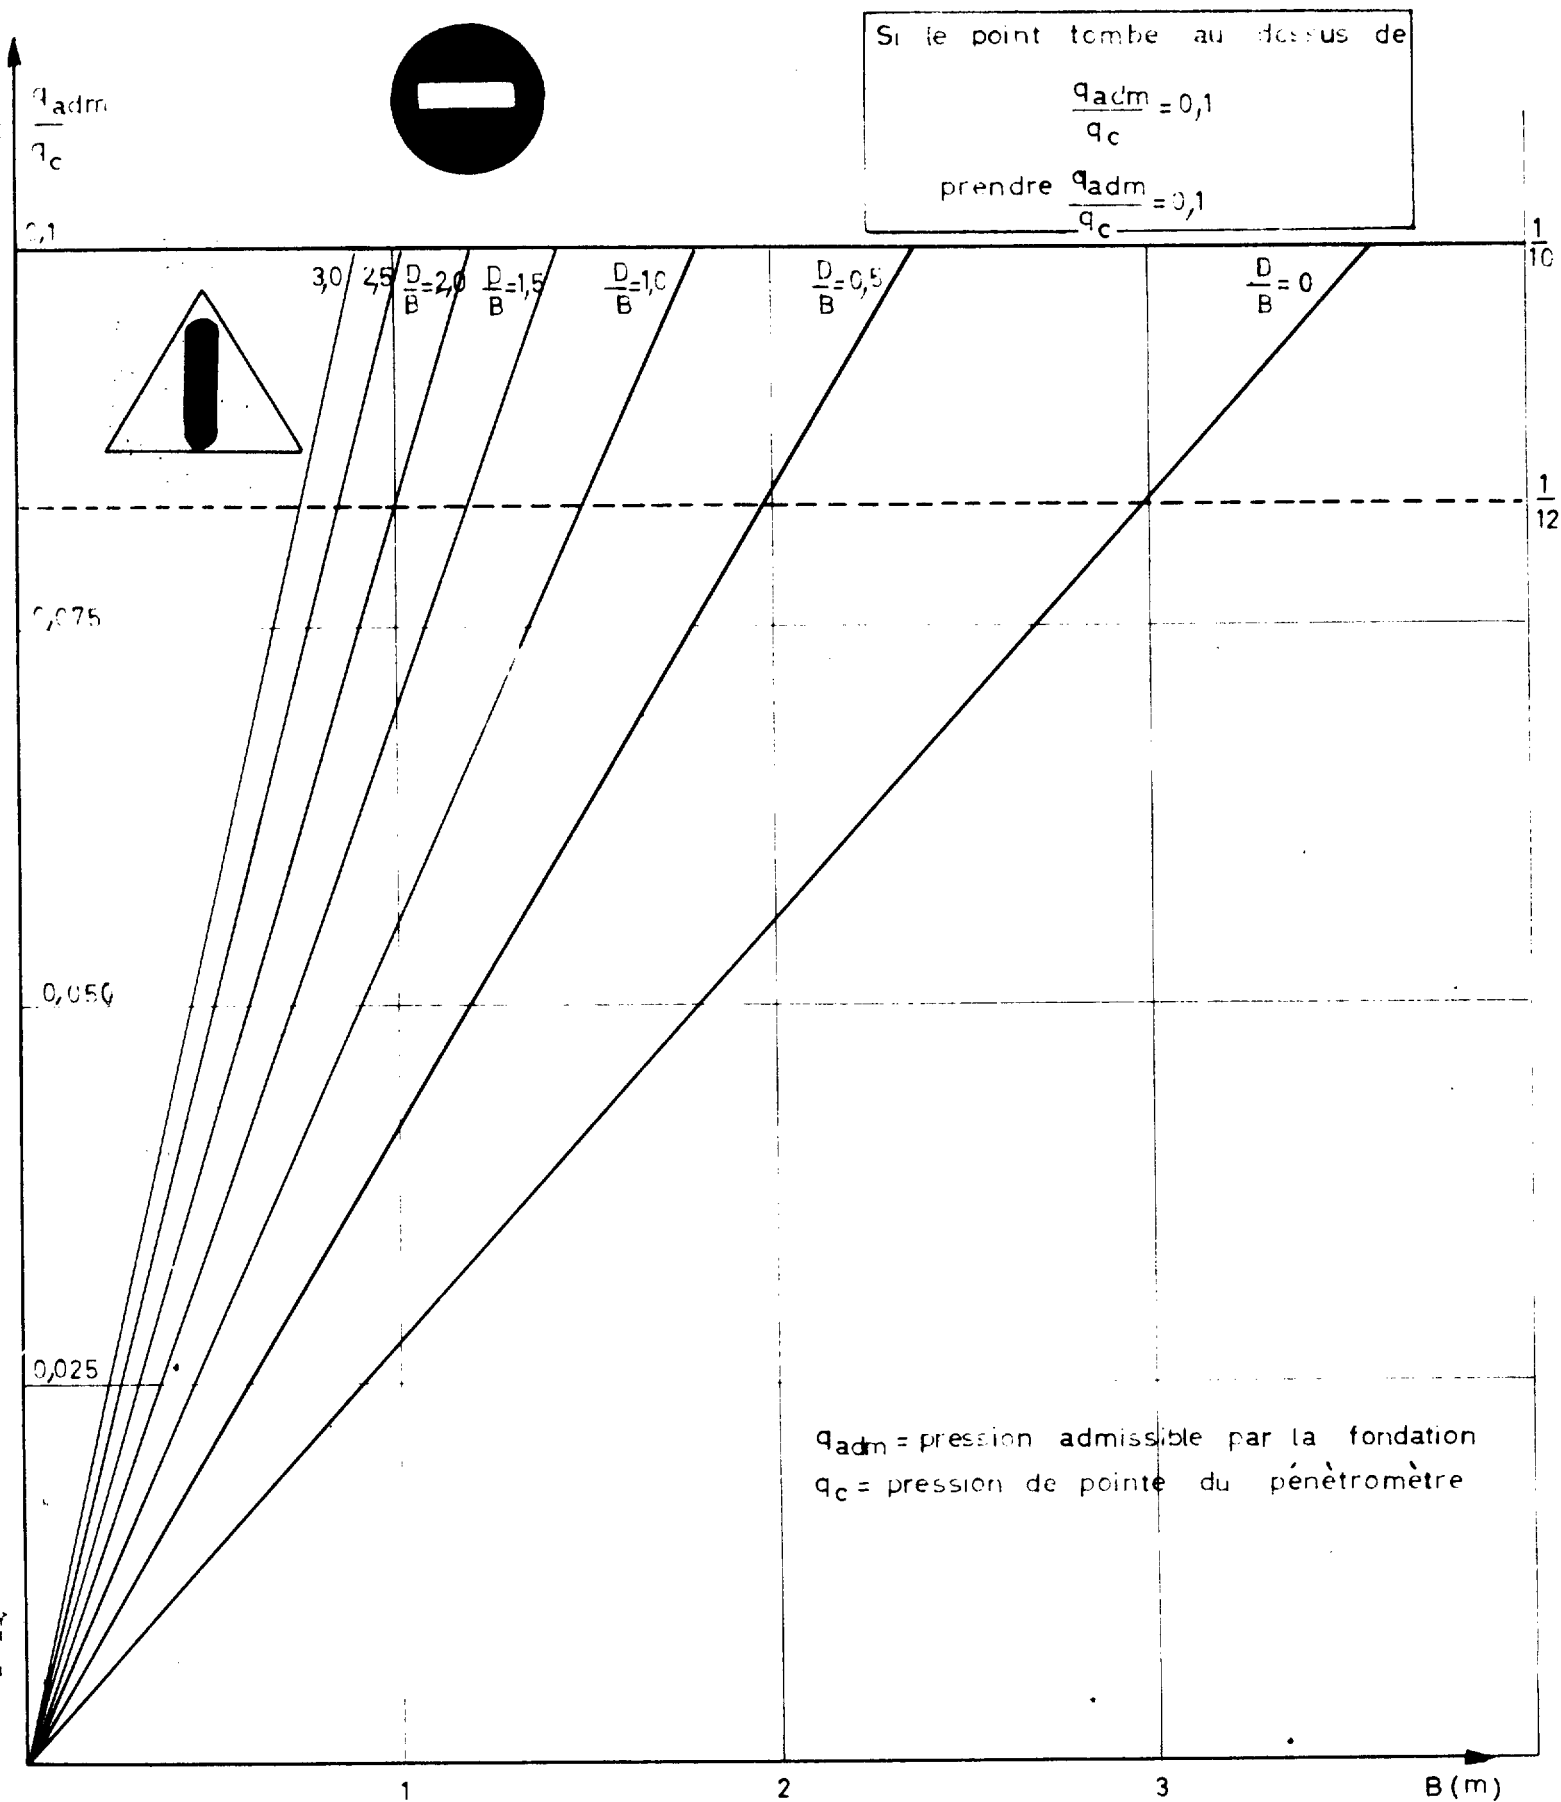 Si le point tombe au dessus de
qadm/qc = 0,1
prendre qadm/qc = 0,1
qadm/qc
0,1
1/10
3,0 2,5 D/B=2,0 D/B=1,5 D/B=1,0 D/B=0,5 D/B=0
1/12
0,075
0,050
0,025
qadm = pression admissible par la fondation
qc = pression de pointe du pénètromètre
1 2 3 B(m)